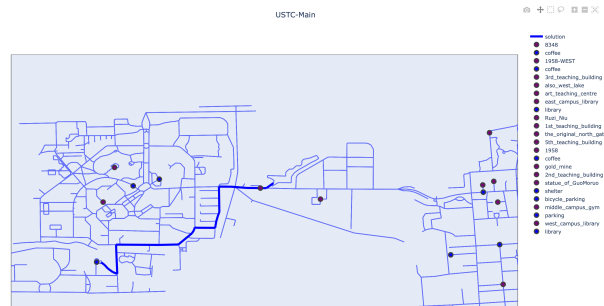 USTC-Main
solution
8348
coffee
1958-WEST
coffee
3rd_teaching_building
also_west_lake
art_teaching_centre
east_campus_library
library
Ruzi_Niu
1st_teaching_building
the_original_north_gat
5th_teaching_building
1958
coffee
gold_mine
2nd_teaching_building
statue_of_GuoMoruo
shelter
bicycle_parking
middle_campus_gym
parking
west_campus_library
library